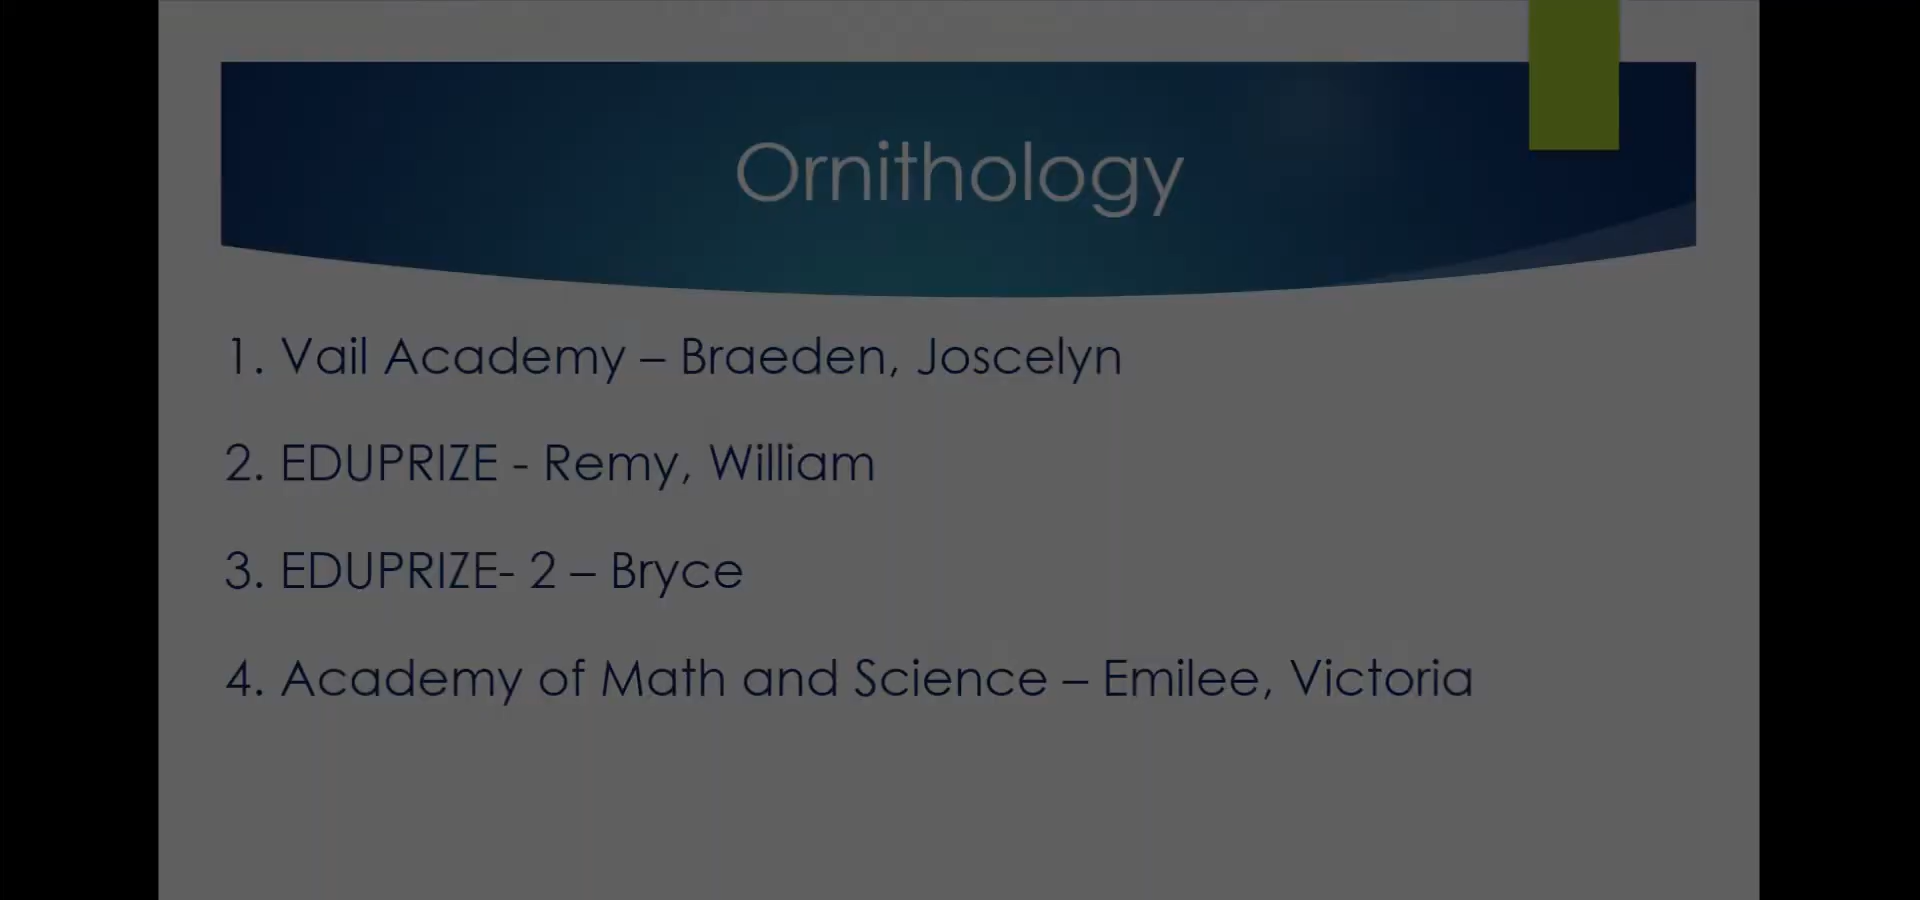 Ornithology
1. Vail Academy – Braeden, Joscelyn
2. EDUPRIZE - Remy, William
3. EDUPRIZE- 2 – Bryce
4. Academy of Math and Science – Emilee, Victoria